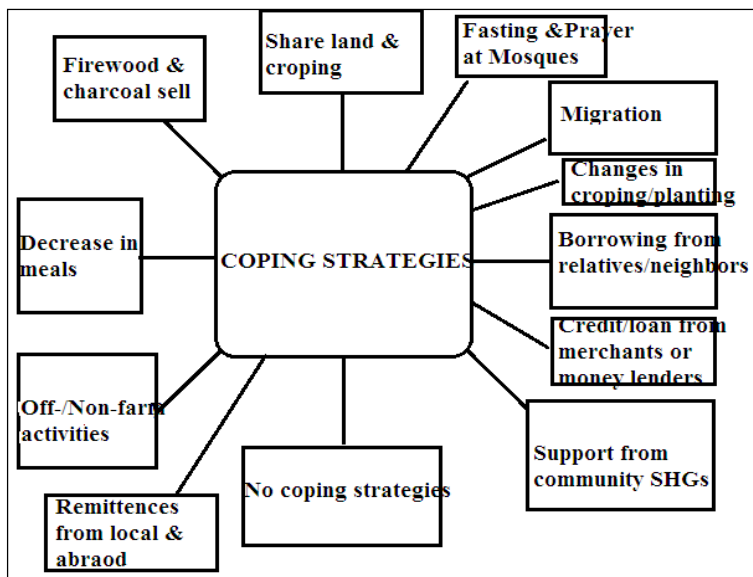 Share land &
croping
Fasting &Prayer
at Mosques
Firewood &
charcoal sell
Migration
Changes in
croping/planting
Decrease in
meals
COPING STRATEGIES
Borrowing from
relatives/neighbors
Credit/loan from
merchants or
money lenders
Off-/Non-farm
activities
Support from
community SHGs
No coping strategies
Remittences
from local &
abraod